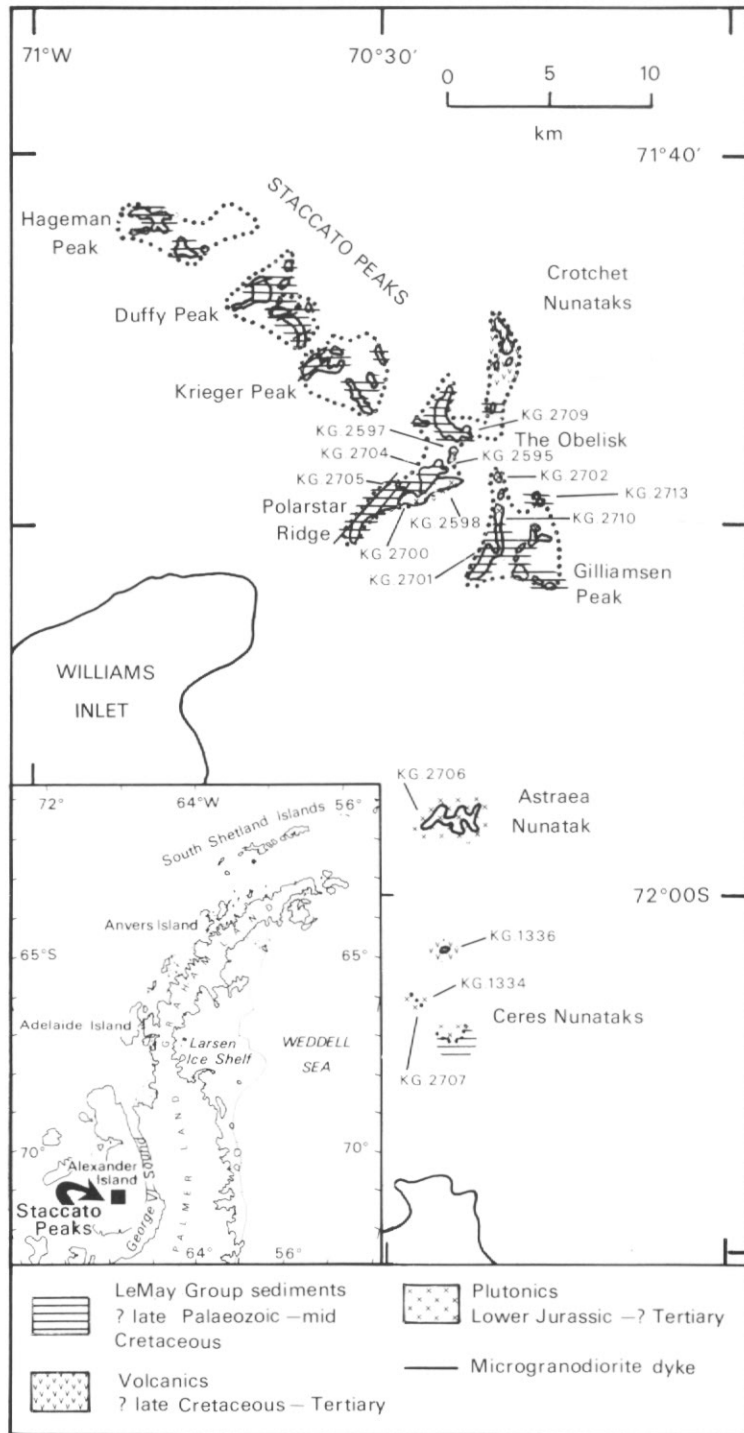 71°W
70°30'
0 5 10
km
71°40'
STACCATO PEAKS
Hageman
Peak
Crotchet
Nunataks
Duffy Peak
Krieger Peak
KG.2709
KG.2597
The Obelisk
KG.2704
KG.2595
KG.2702
KG.2705
KG.2713
Polarstar
Ridge
KG.2598
KG.2710
KG.2700
KG.2701
Gilliamsen
Peak
WILLIAMS
INLET
KG.2706
Astraea
Nunatak
72°00S
KG.1336
KG.1334
Ceres Nunataks
KG.2707
72°
64°W
56°
South Shetland Islands
Anvers Island
65°S
65°
GRAHAM
Adelaide Island
Larsen
Ice Shelf
WEDDELL
SEA
PALMER LAND
70°
70°
Alexander
Island
George VI Sound
Staccato
Peaks
64°
56°
LeMay Group sediments
? late Palaeozoic – mid
Cretaceous
Plutonics
Lower Jurassic –? Tertiary
Volcanics
? late Cretaceous – Tertiary
Microgranodiorite dyke